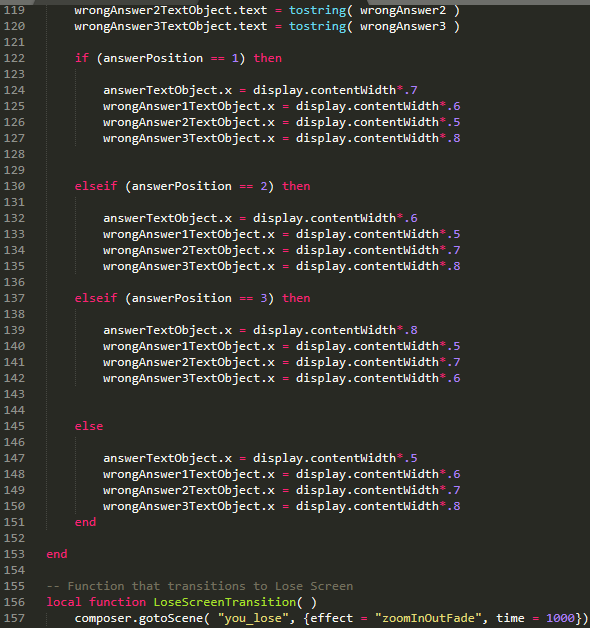 119 wrongAnswer2TextObject.text = tostring( wrongAnswer2 )
120 wrongAnswer3TextObject.text = tostring( wrongAnswer3 )
121
122 if (answerPosition == 1) then
123
124 answerTextObject.x = display.contentWidth*.7
125 wrongAnswer1TextObject.x = display.contentWidth*.6
126 wrongAnswer2TextObject.x = display.contentWidth*.5
127 wrongAnswer3TextObject.x = display.contentWidth*.8
128
129
130 elseif (answerPosition == 2) then
131
132 answerTextObject.x = display.contentWidth*.6
133 wrongAnswer1TextObject.x = display.contentWidth*.5
134 wrongAnswer2TextObject.x = display.contentWidth*.7
135 wrongAnswer3TextObject.x = display.contentWidth*.8
136
137 elseif (answerPosition == 3) then
138
139 answerTextObject.x = display.contentWidth*.8
140 wrongAnswer1TextObject.x = display.contentWidth*.5
141 wrongAnswer2TextObject.x = display.contentWidth*.7
142 wrongAnswer3TextObject.x = display.contentWidth*.6
143
144
145 else
146
147 answerTextObject.x = display.contentWidth*.5
148 wrongAnswer1TextObject.x = display.contentWidth*.6
149 wrongAnswer2TextObject.x = display.contentWidth*.7
150 wrongAnswer3TextObject.x = display.contentWidth*.8
151 end
152
153 end
154
155 -- Function that transitions to Lose Screen
156 local function LoseScreenTransition( )
157 composer.gotoScene( "you_lose", {effect = "zoomInOutFade", time = 1000})